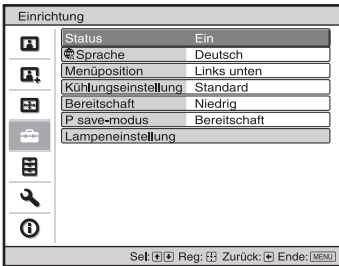 Einrichtung
Status Ein
Sprache Deutsch
Menüposition Links unten
Kühlungseinstellung Standard
Bereitschaft Niedrig
P save-modus Bereitschaft
Lampeneinstellung
Sel: Reg: Zurück: Ende: MENU